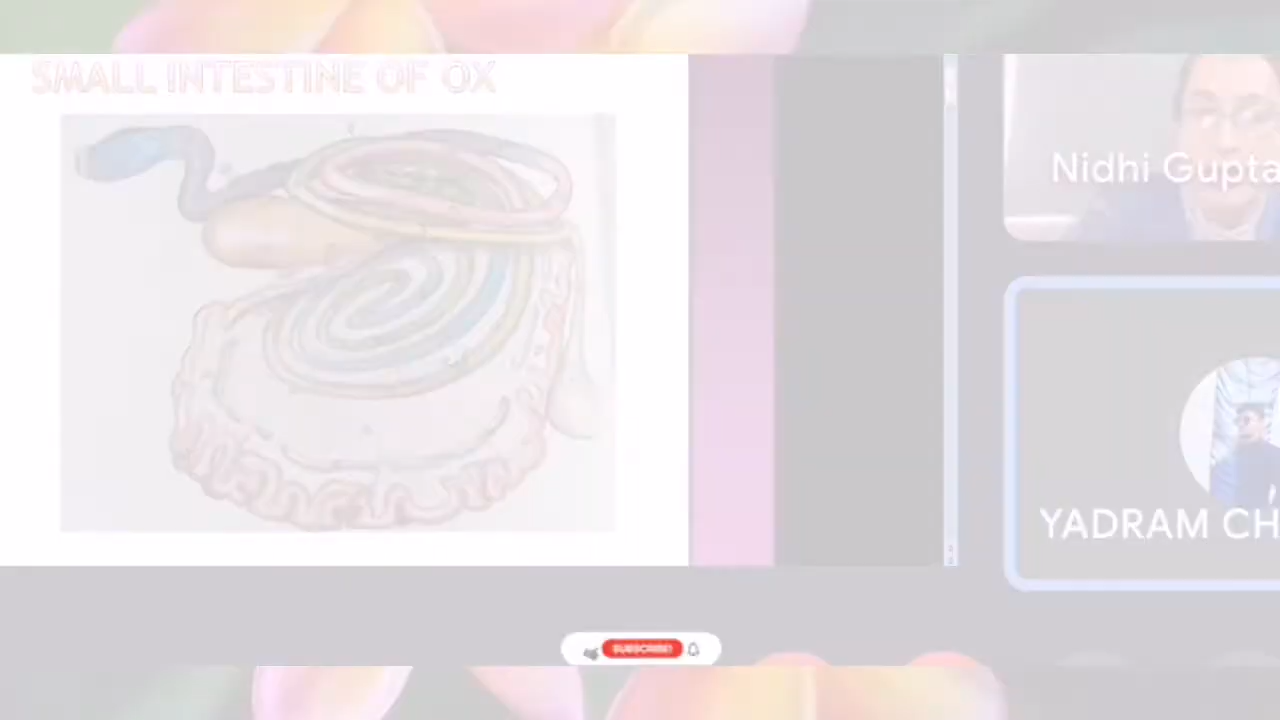 SMALL INTESTINE OF OX
Nidhi Gupta
YADRAM CH
SUBSCRIBE!